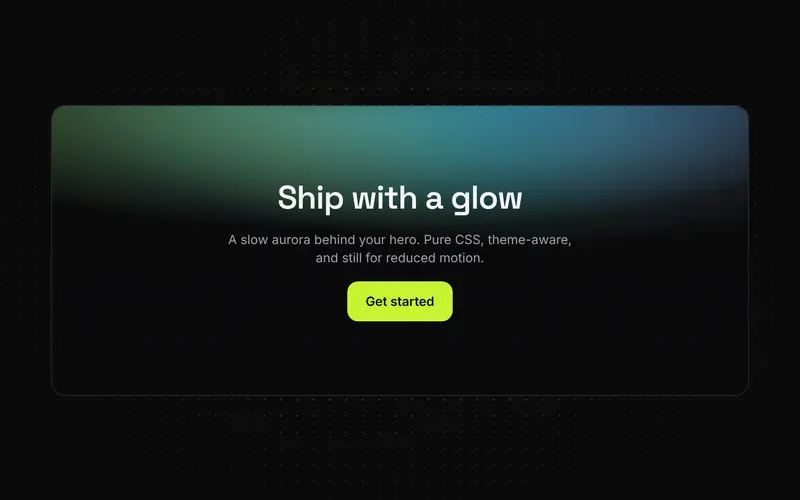 Ship with a glow
A slow aurora behind your hero. Pure CSS, theme-aware,
and still for reduced motion.
Get started